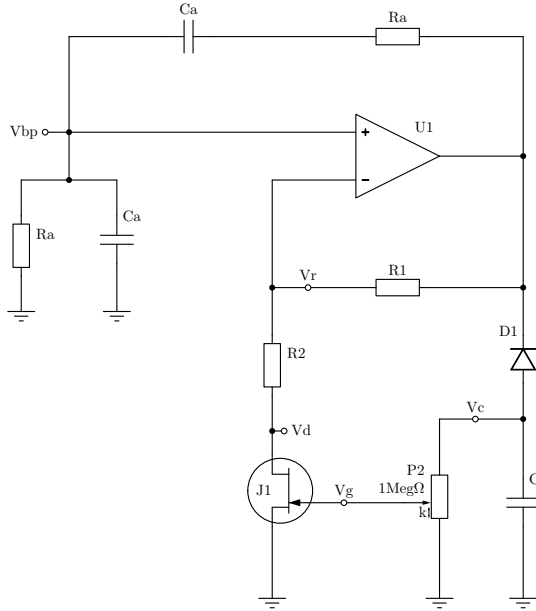 Ca
Ra
U1
+
Vbp
-
Ra
Ca
Vr
R1
D1
R2
Vc
Vd
P2
1MegΩ
C
J1
Vg
k